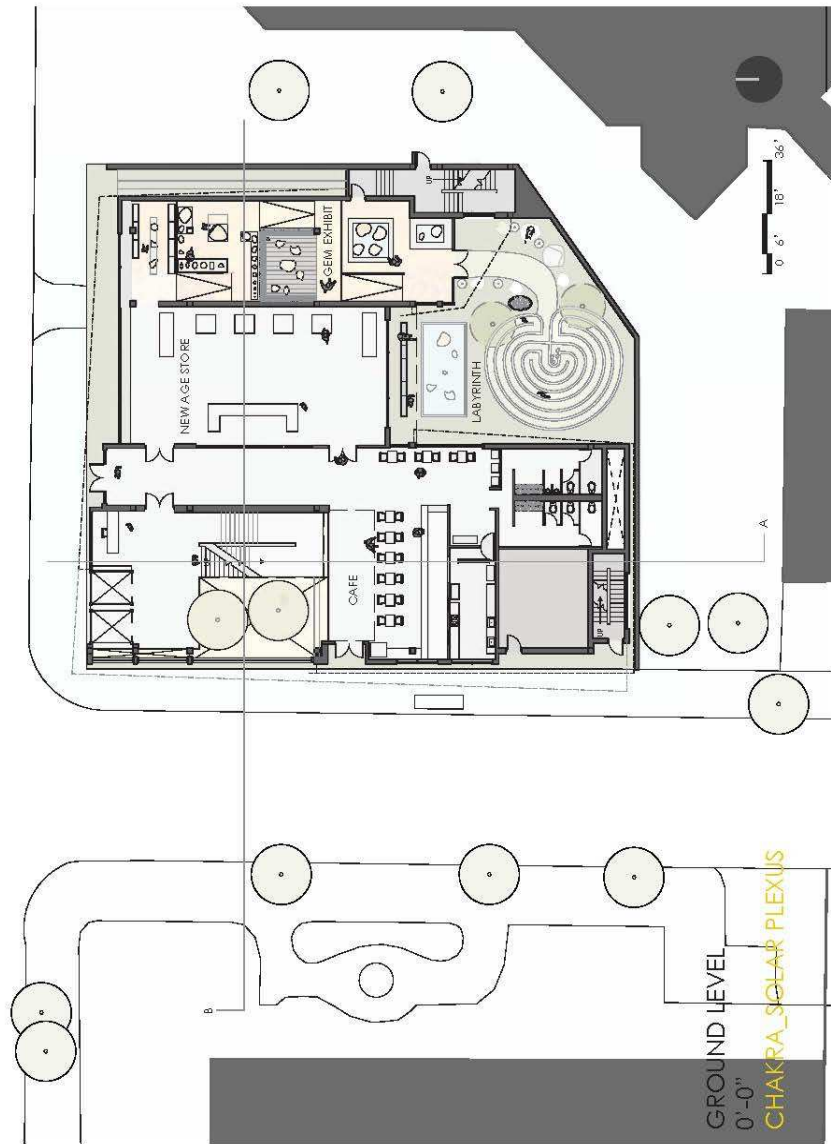 GROUND LEVEL
0'-0"
CHAKRA_SOLAR PLEXUS
NEW AGE STORE
GEM EXHIBIT
LABYRINTH
CAFE
UP
UP
A
B
0 6' 18' 36'